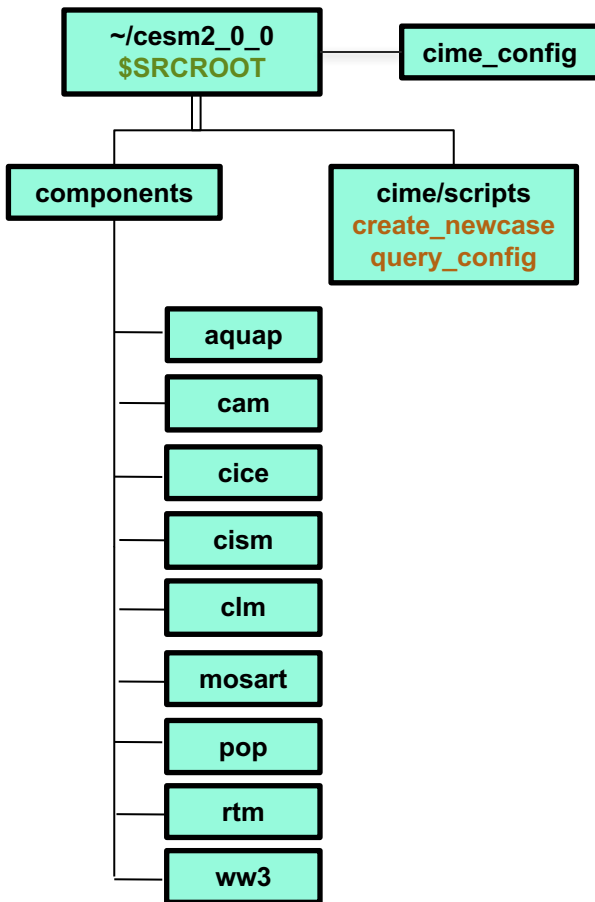 ~/cesm2_0_0
$SRCROOT
cime_config
components
cime/scripts
create_newcase
query_config
aquap
cam
cice
cism
clm
mosart
pop
rtm
ww3